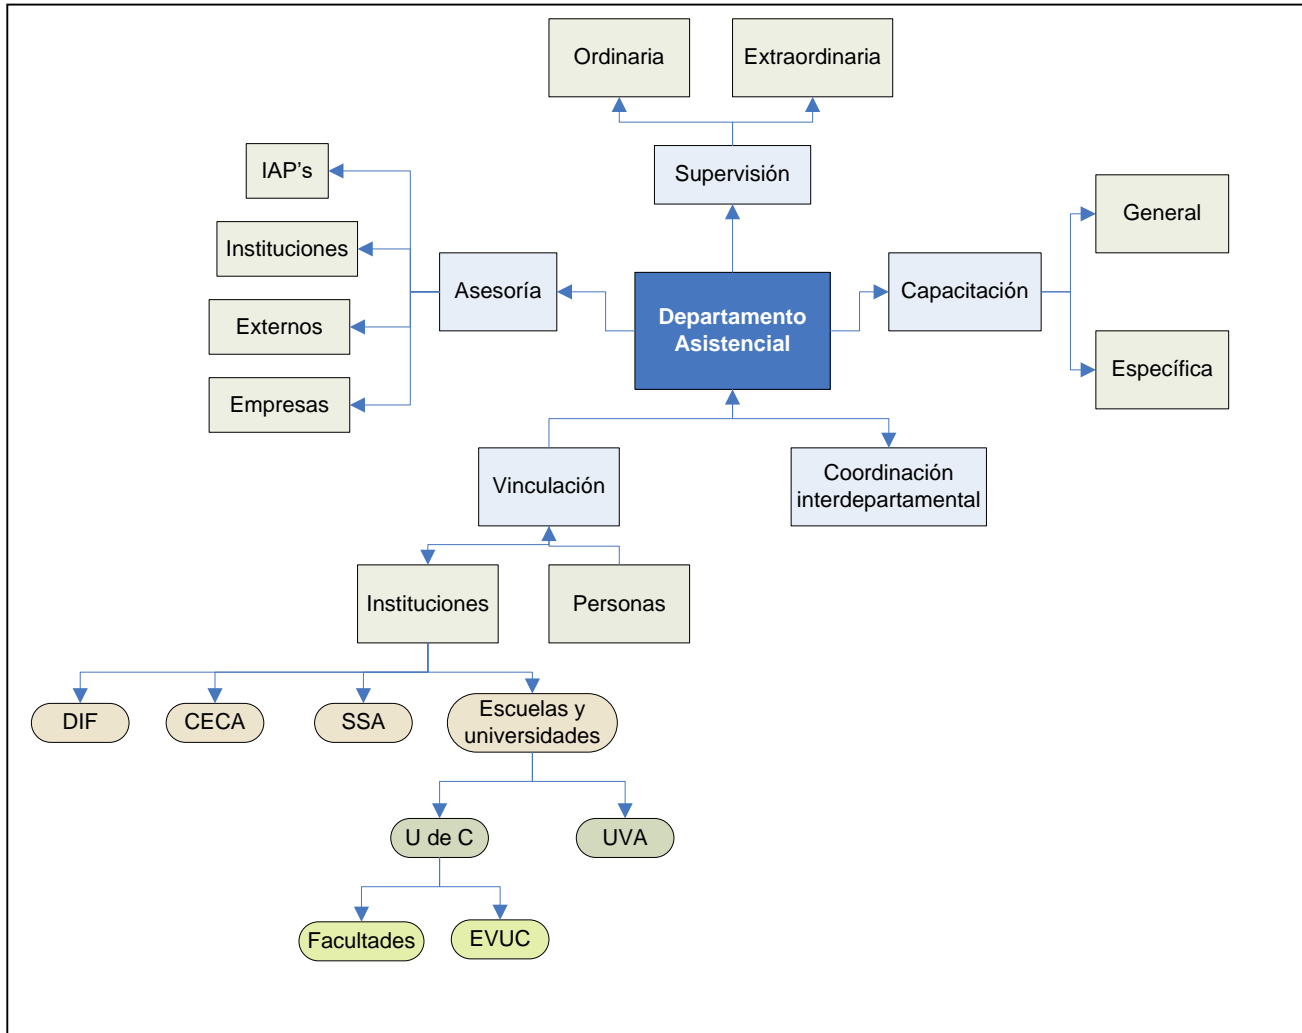 Ordinaria
Extraordinaria
Supervisión
IAP's
Instituciones
Externos
Empresas
Asesoría
Departamento
Asistencial
Capacitación
General
Específica
Vinculación
Coordinación
interdepartamental
Instituciones
Personas
DIF
CECA
SSA
Escuelas y
universidades
U de C
UVA
Facultades
EVUC